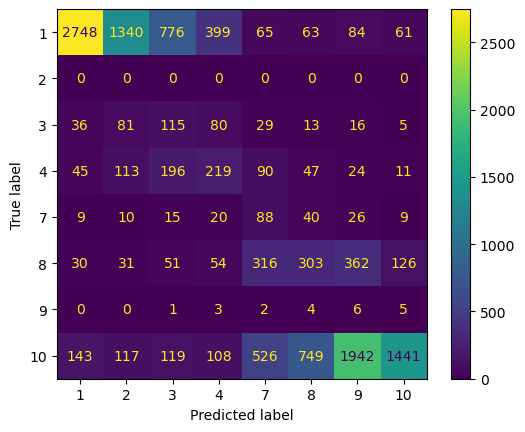 1 2748 1340 776 399 65 63 84 61
2 0 0 0 0 0 0 0 0
3 36 81 115 80 29 13 16 5
4 45 113 196 219 90 47 24 11
7 9 10 15 20 88 40 26 9
8 30 31 51 54 316 303 362 126
9 0 0 1 3 2 4 6 5
10 143 117 119 108 526 749 1942 1441
1 2 3 4 7 8 9 10
Predicted label
True label
2500
2000
1500
1000
500
0